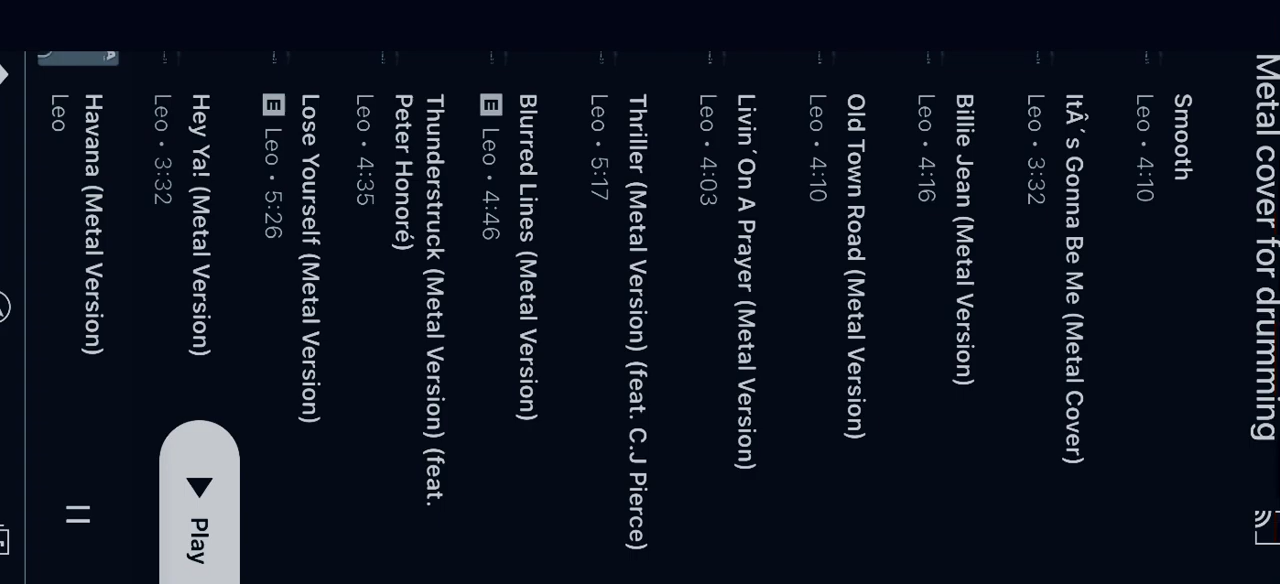 Metal cover for drumming
Smooth
Leo • 4:10
ItÂ´s Gonna Be Me (Metal Cover)
Leo • 3:32
Billie Jean (Metal Version)
Leo • 4:16
Old Town Road (Metal Version)
Leo • 4:10
Livin´On A Prayer (Metal Version)
Leo • 4:03
Thriller (Metal Version) (feat. C.J Pierce)
Leo • 5:17
Blurred Lines (Metal Version)
E Leo • 4:46
Thunderstruck (Metal Version) (feat.
Peter Honoré)
Leo • 4:35
Lose Yourself (Metal Version)
E Leo • 5:26
Hey Ya! (Metal Version)
Leo • 3:32
Play
Havana (Metal Version)
Leo